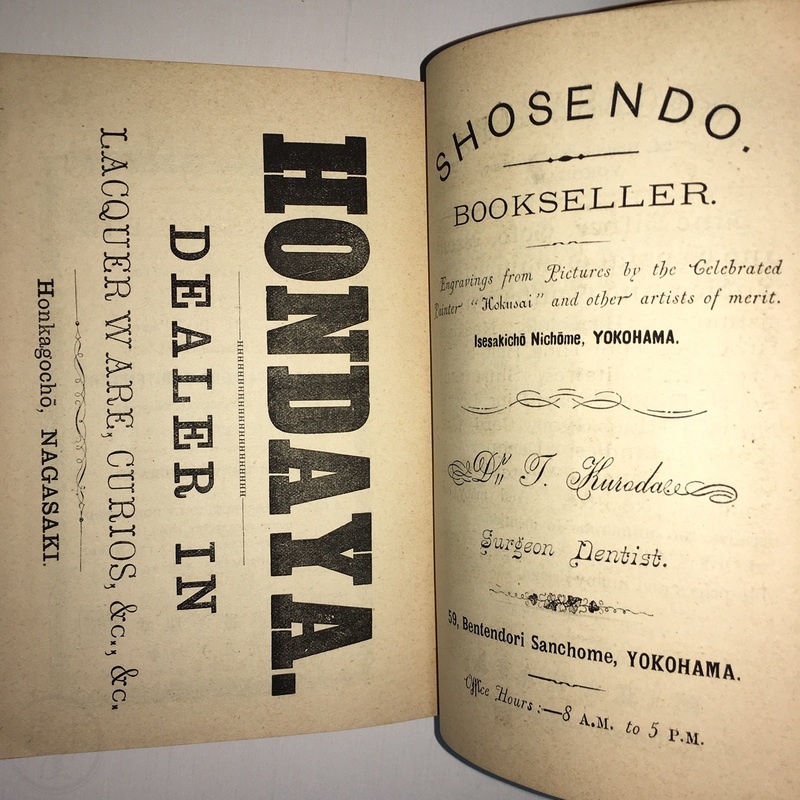 HONDAYA.
DEALER IN
LACQUER WARE, CURIOS, &c., &c.
Honkagochō, NAGASAKI.
SHOSENDO.
BOOKSELLER.
Engravings from Pictures by the Celebrated
Painter "Hokusai" and other artists of merit.
Isesakichō Nichōme, YOKOHAMA.
Dr. T. Kuroda
Surgeon Dentist.
59, Bentendori Sanchome, YOKOHAMA.
Office Hours:—8 A.M. to 5 P.M.